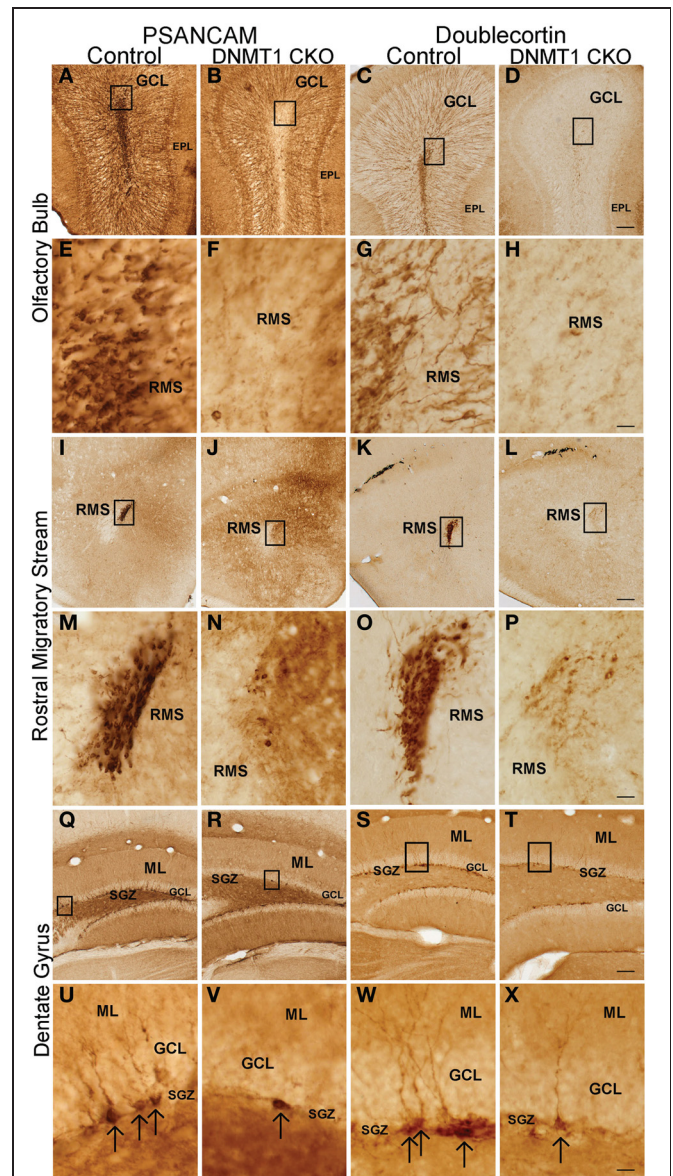 PSANCAM Doublecortin
Control DNMT1 CKO Control DNMT1 CKO
Olfactory Bulb
A GCL B GCL C GCL D GCL
EPL EPL EPL EPL
E F G H
RMS RMS RMS RMS
Rostral Migratory Stream
I J K L
RMS RMS RMS RMS
M N O P
RMS RMS RMS RMS
Dentate Gyrus
Q R S T
ML ML ML ML
SGZ GCL SGZ GCL SGZ GCL SGZ GCL
U V W X
ML ML ML ML
GCL GCL GCL GCL
SGZ SGZ SGZ SGZ